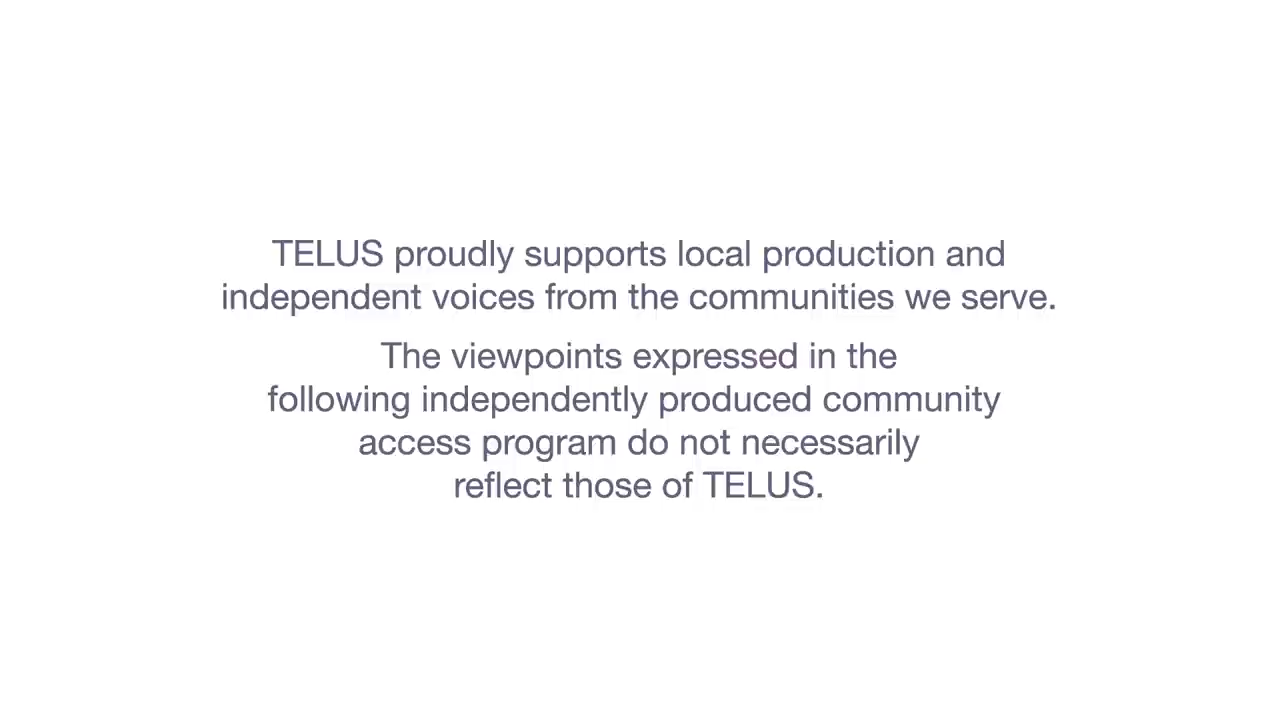 TELUS proudly supports local production and
independent voices from the communities we serve.
The viewpoints expressed in the
following independently produced community
access program do not necessarily
reflect those of TELUS.